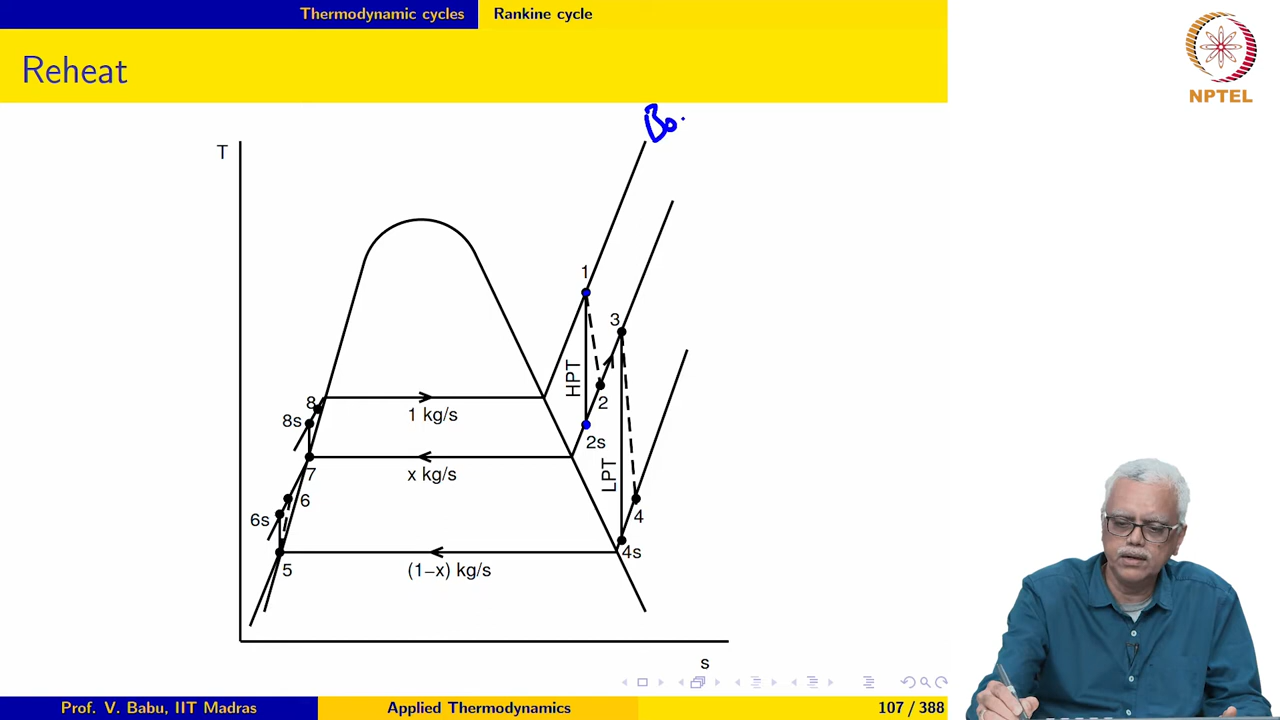 Thermodynamic cycles Rankine cycle
Reheat
NPTEL
Bo.
T
1
3
HPT
2
8
1 kg/s
8s
2s
7
x kg/s
LPT
6
6s
4
4s
5
(1−x) kg/s
s
Prof. V. Babu, IIT Madras Applied Thermodynamics 107 / 388